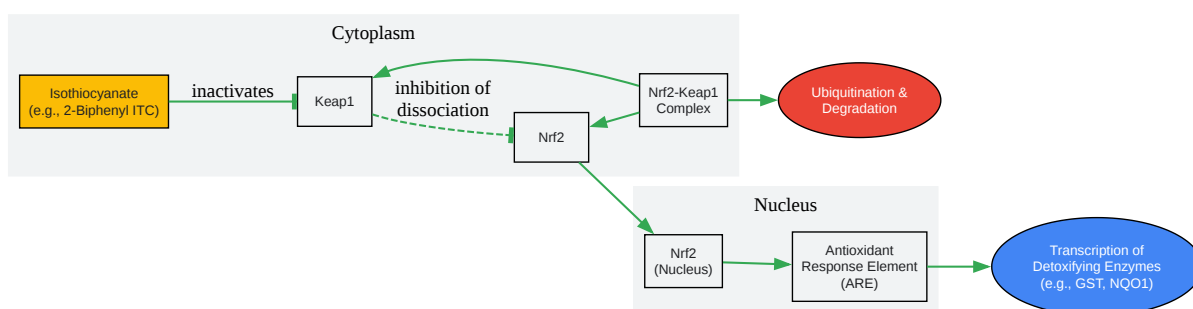 Cytoplasm
Isothiocyanate
(e.g., 2-Biphenyl ITC)
inactivates
Keap1
inhibition of
dissociation
Nrf2
Nrf2-Keap1
Complex
Ubiquitination &
Degradation
Nucleus
Nrf2
(Nucleus)
Antioxidant
Response Element
(ARE)
Transcription of
Detoxifying Enzymes
(e.g., GST, NQO1)